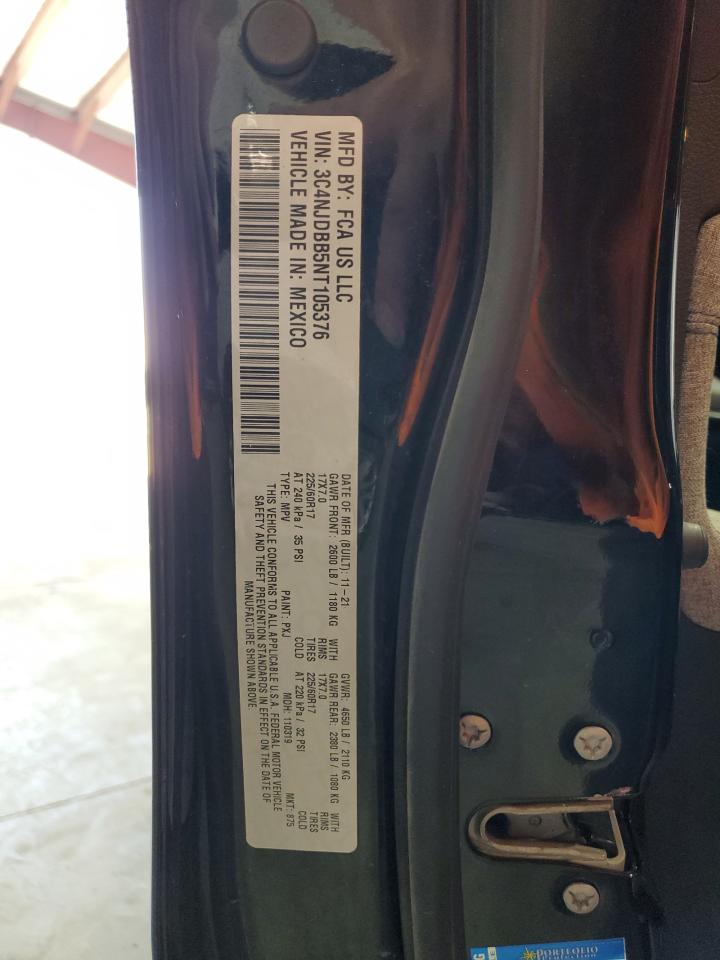 MFD BY: FCA US LLC
VIN: 3C4NJDBB5NT105376
VEHICLE MADE IN: MEXICO
DATE OF MFR (BUILT): 11-21 GVWR: 4650 LB / 2110 KG
GAWR FRONT: 2600 LB / 1180 KG WITH GAWR REAR: 2380 LB / 1080 KG WITH
17X7.0 RIMS 17X7.0 RIMS
225/60R17 TIRES 225/60R17 TIRES
AT 240 kPa / 35 PSI COLD AT 220 kPa / 32 PSI COLD
TYPE: MPV PAINT: PXJ MDH: 110319 MKT: 875
THIS VEHICLE CONFORMS TO ALL APPLICABLE U.S.A. FEDERAL MOTOR VEHICLE
SAFETY AND THEFT PREVENTION STANDARDS IN EFFECT ON THE DATE OF
MANUFACTURE SHOWN ABOVE.
PORTFOLIO
Protection